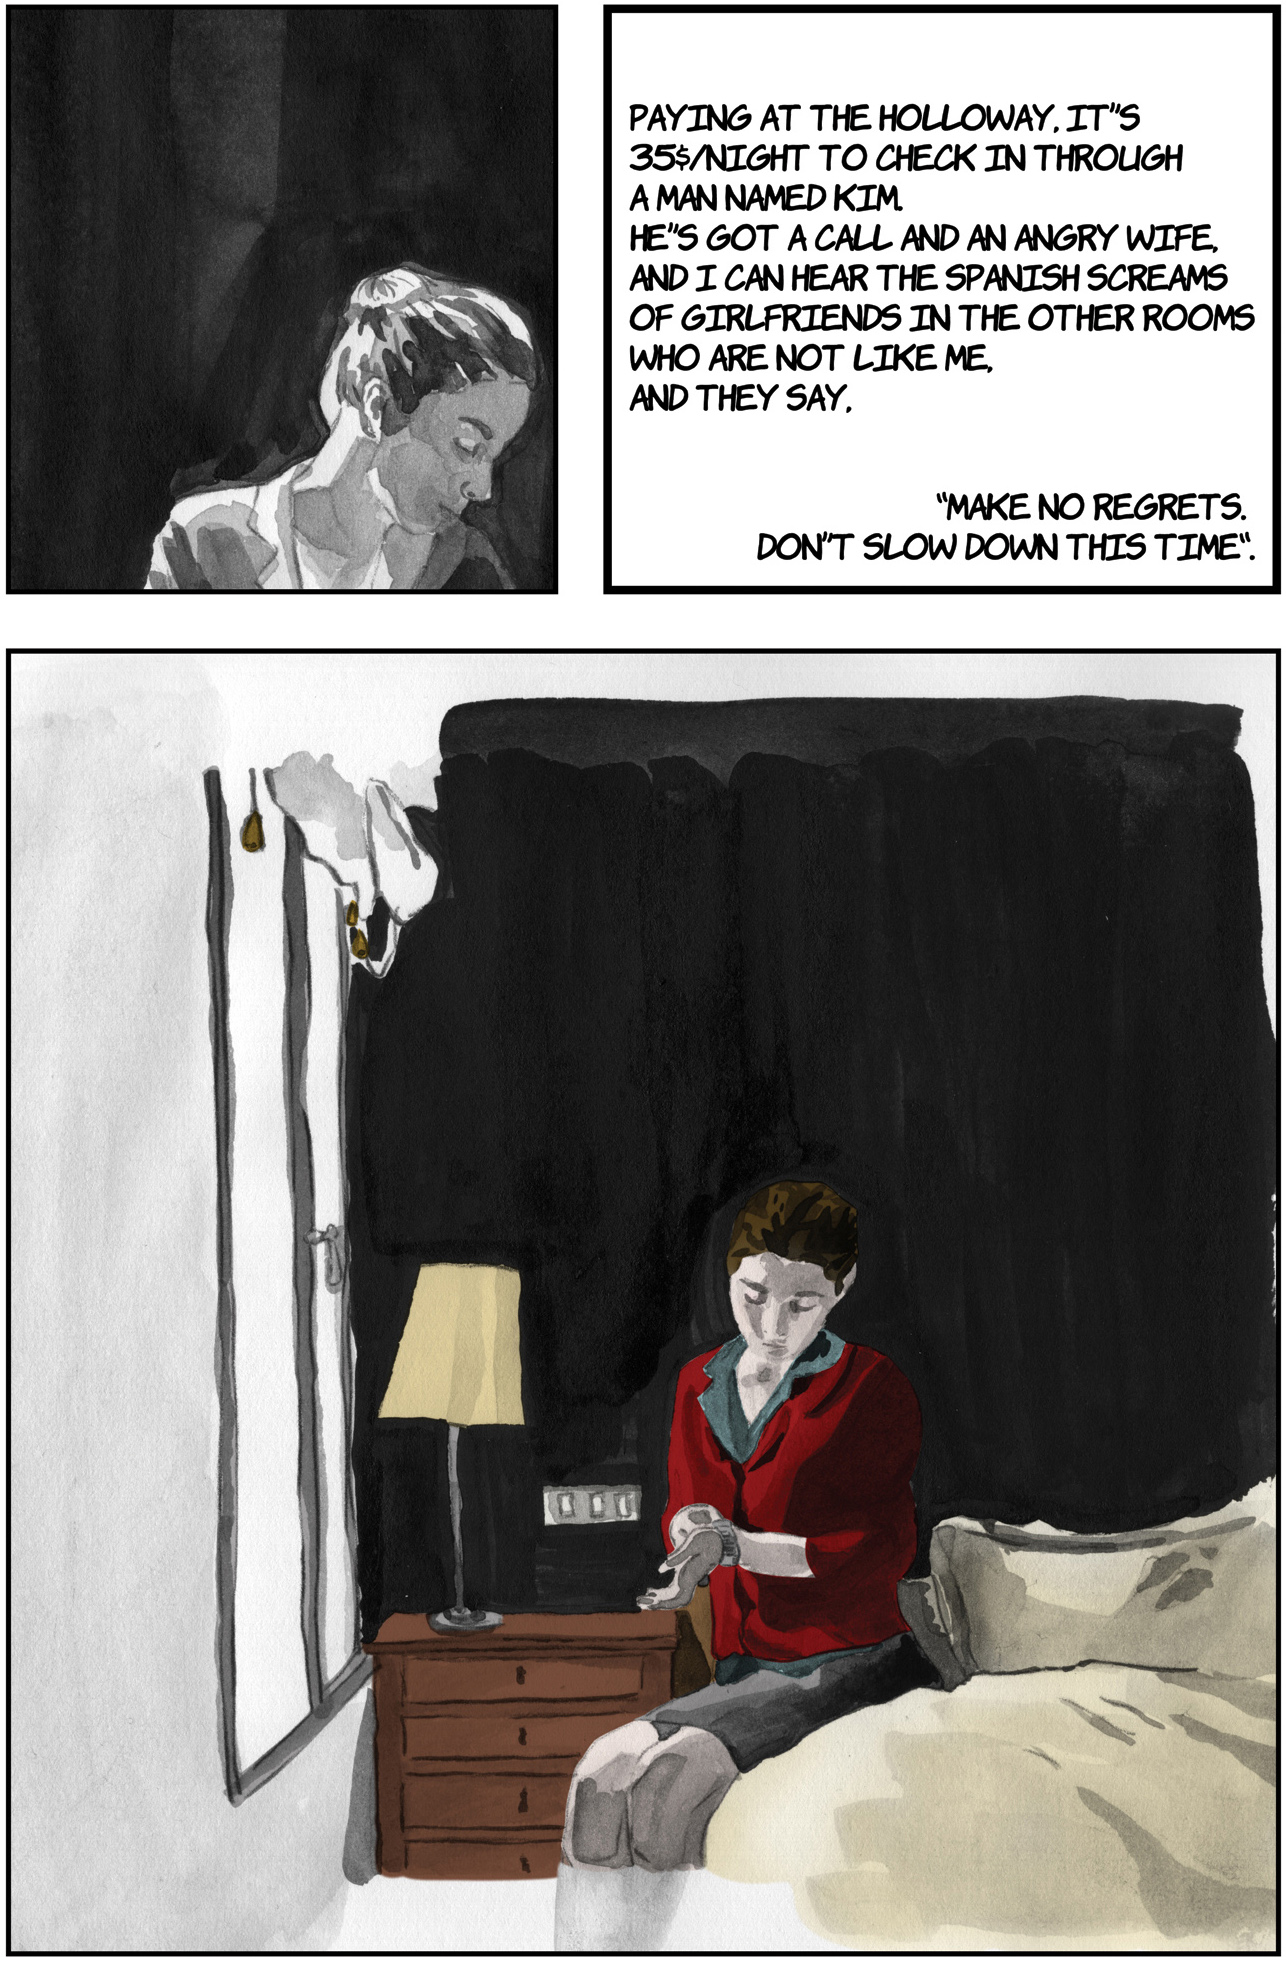 PAYING AT THE HOLLOWAY, IT"S
35$/NIGHT TO CHECK IN THROUGH
A MAN NAMED KIM.
HE"S GOT A CALL AND AN ANGRY WIFE,
AND I CAN HEAR THE SPANISH SCREAMS
OF GIRLFRIENDS IN THE OTHER ROOMS
WHO ARE NOT LIKE ME,
AND THEY SAY,
"MAKE NO REGRETS.
DON"T SLOW DOWN THIS TIME".